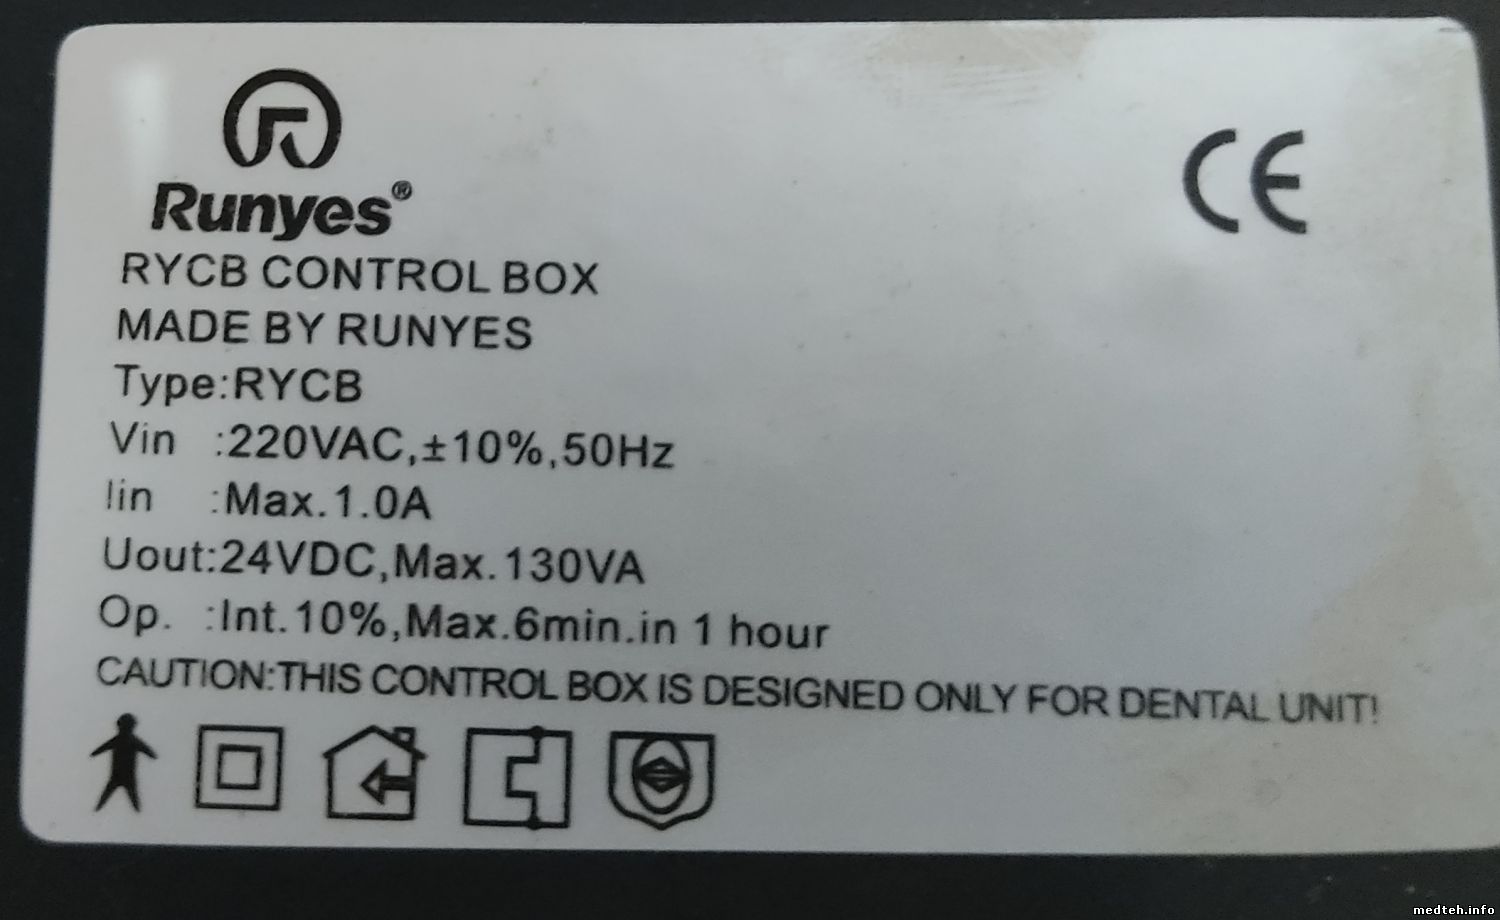 Runyes®
CE
RYCB CONTROL BOX
MADE BY RUNYES
Type:RYCB
Vin :220VAC,±10%,50Hz
Iin :Max.1.0A
Uout:24VDC,Max.130VA
Op. :Int.10%,Max.6min.in 1 hour
CAUTION:THIS CONTROL BOX IS DESIGNED ONLY FOR DENTAL UNIT!
medteh.info